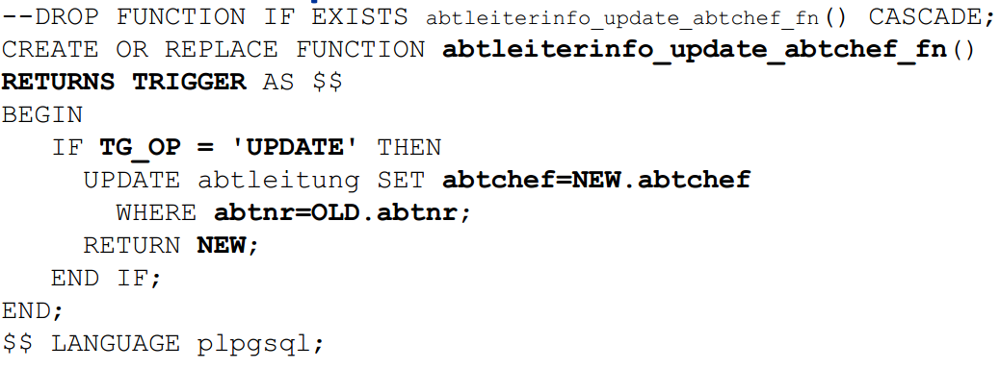 --DROP FUNCTION IF EXISTS abtleiterinfo_update_abtchef_fn() CASCADE;
CREATE OR REPLACE FUNCTION abtleiterinfo_update_abtchef_fn()
RETURNS TRIGGER AS $$
BEGIN
   IF TG_OP = 'UPDATE' THEN
     UPDATE abtleitung SET abtchef=NEW.abtchef
       WHERE abtnr=OLD.abtnr;
     RETURN NEW;
   END IF;
END;
$$ LANGUAGE plpgsql;